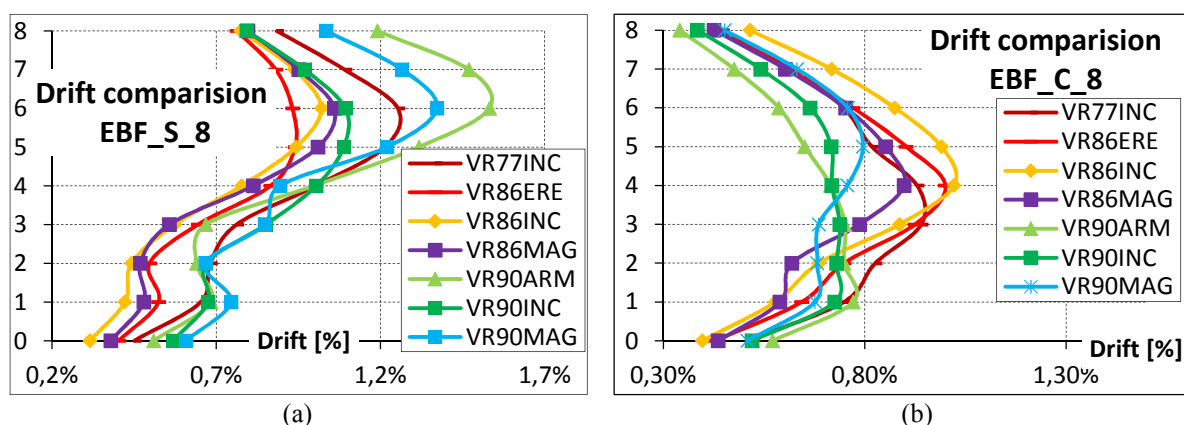 8
7
6
5
4
3
2
1
0
Drift comparision
EBF_S_8
VR77INC
VR86ERE
VR86INC
VR86MAG
VR90ARM
VR90INC
VR90MAG
Drift [%]
0,2% 0,7% 1,2% 1,7%
(a)
8
7
6
5
4
3
2
1
0
Drift comparision
EBF_C_8
VR77INC
VR86ERE
VR86INC
VR86MAG
VR90ARM
VR90INC
VR90MAG
Drift [%]
0,30% 0,80% 1,30%
(b)